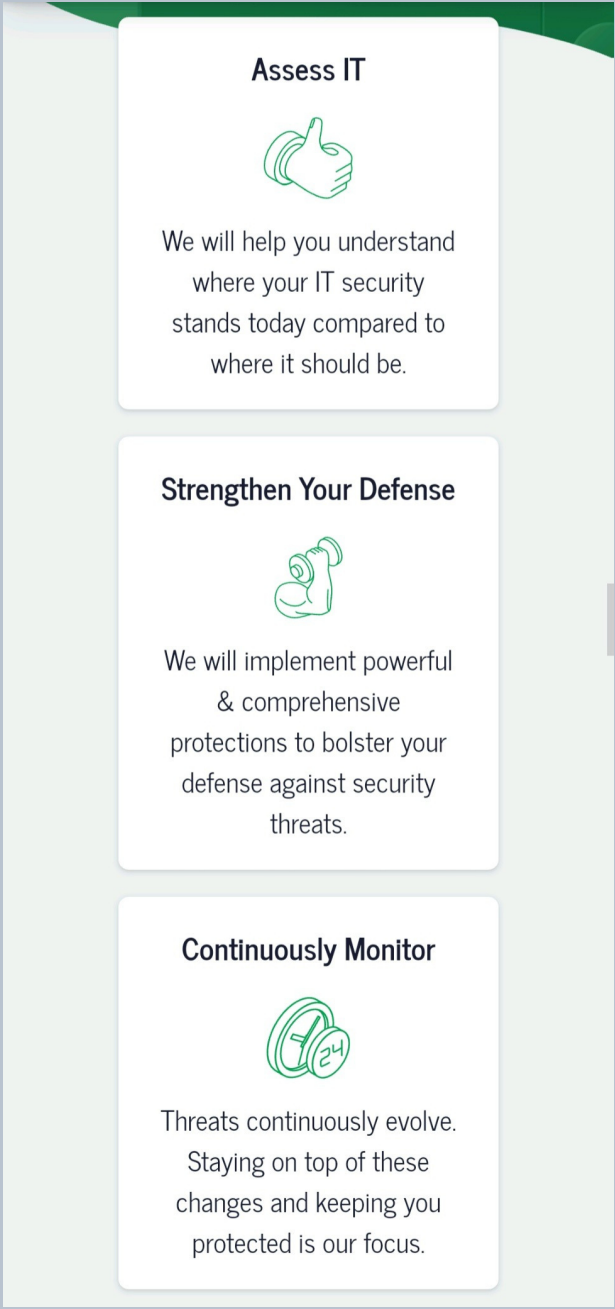 Assess IT
We will help you understand
where your IT security
stands today compared to
where it should be.
Strengthen Your Defense
We will implement powerful
& comprehensive
protections to bolster your
defense against security
threats.
Continuously Monitor
24
Threats continuously evolve.
Staying on top of these
changes and keeping you
protected is our focus.